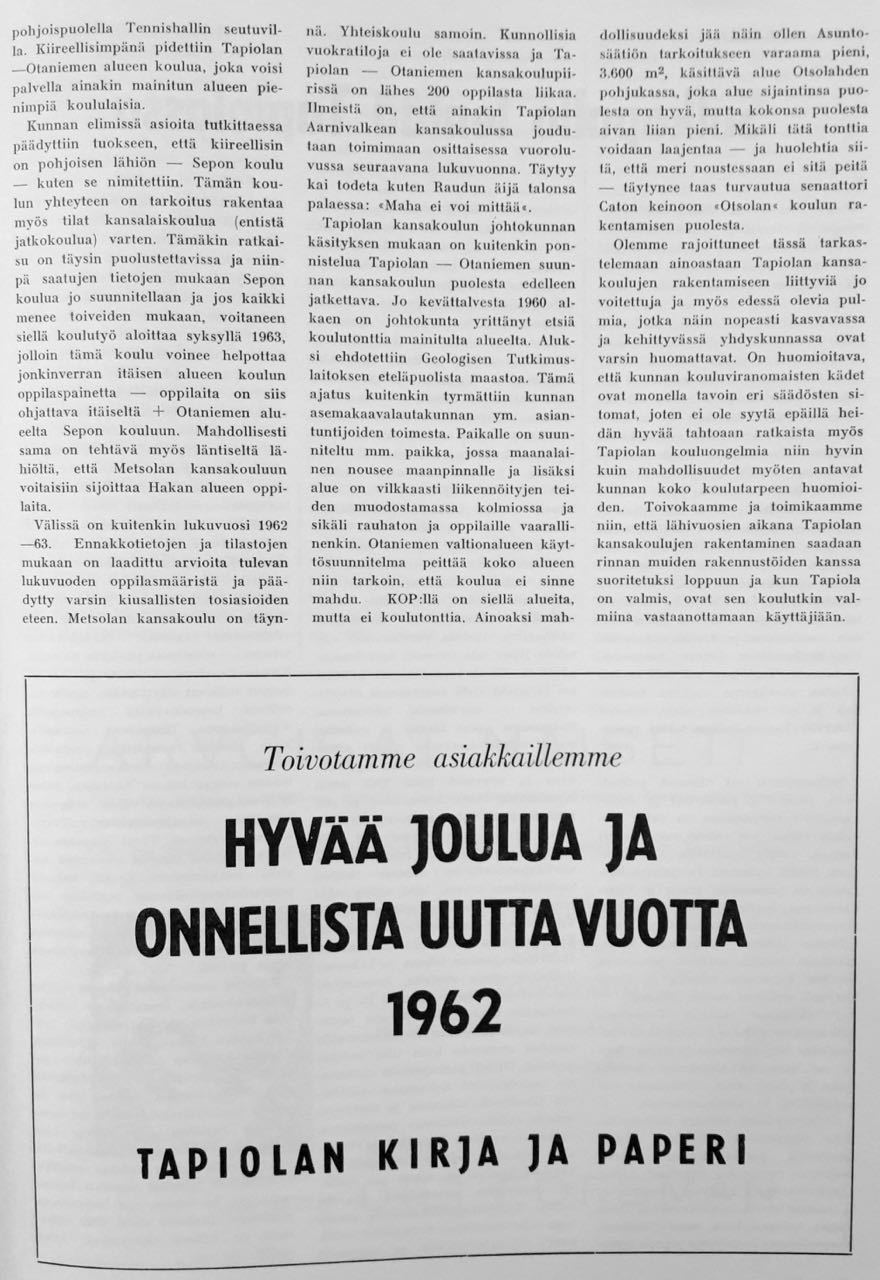 pohjoispuolella Tennishallin seutuvil-
la. Kiireellisimpänä pidettiin Tapiolan
—Otaniemen alueen koulua, joka voisi
palvella ainakin mainitun alueen pie-
nimpiä koululaisia.
Kunnan elimissä asioita tutkittaessa
päädyttiin tuokseen, että kiireellisin
on pohjoisen lähiön — Sepon koulu
— kuten se nimitettiin. Tämän kou-
lun yhteyteen on tarkoitus rakentaa
myös tilat kansalaiskoulua (entistä
jatkokoulua) varten. Tämäkin ratkai-
su on täysin puolustettavissa ja niin-
pä saatujen tietojen mukaan Sepon
koulua jo suunnitellaan ja jos kaikki
menee toiveiden mukaan, voitaneen
siellä koulutyö aloittaa syksyllä 1963,
jolloin tämä koulu voinee helpottaa
jonkinverran itäisen alueen koulun
oppilaspainetta — oppilaita on siis
ohjattava itäiseltä + Otaniemen alu-
eelta Sepon kouluun. Mahdollisesti
sama on tehtävä myös läntiseltä lä-
hiöltä, että Metsolan kansakouluun
voitaisiin sijoittaa Hakan alueen oppi-
laita.
Välissä on kuitenkin lukuvuosi 1962
—63. Ennakkotietojen ja tilastojen
mukaan on laadittu arvioita tulevan
lukuvuoden oppilasmääristä ja pää-
dytty varsin kiusallisten tosiasioiden
eteen. Metsolan kansakoulu on täyn-
nä. Yhteiskoulu samoin. Kunnollisia
vuokratiloja ei ole saatavissa ja Ta-
piolan — Otaniemen kansakoulupii-
rissä on lähes 200 oppilasta liikaa.
Ilmeistä on, että ainakin Tapiolan
Aarnivalkean kansakoulussa joudu-
taan toimimaan osittaisessa vuorolu-
vussa seuraavana lukuvuonna. Täytyy
kai todeta kuten Raudun äijä talonsa
palaessa: «Maha ei voi mittää«.
Tapiolan kansakoulun johtokunnan
käsityksen mukaan on kuitenkin pon-
nistelua Tapiolan — Otaniemen suun-
nan kansakoulun puolesta edelleen
jatkettava. Jo kevättalvesta 1960 al-
kaen on johtokunta yrittänyt etsiä
koulutonttia mainitulta alueelta. Aluk-
si ehdotettiin Geologisen Tutkimus-
laitoksen eteläpuolista maastoa. Tämä
ajatus kuitenkin tyrmättiin kunnan
asemakaavalautakunnan ym. asian-
tuntijoiden toimesta. Paikalle on suun-
niteltu mm. paikka, jossa maanalai-
nen nousee maanpinnalle ja lisäksi
alue on vilkkaasti liikennöityjen tei-
den muodostamassa kolmiossa ja
sikäli rauhaton ja oppilaille vaaralli-
nenkin. Otaniemen valtionalueen käyt-
tösuunnitelma peittää koko alueen
niin tarkoin, että koulua ei sinne
mahdu. KOP:llä on siellä alueita,
mutta ei koulutonttia. Ainoaksi mah-
dollisuudeksi jää näin ollen Asunto-
säätiön tarkoitukseen varaama pieni,
3.600 m², käsittävä alue Otsolahden
pohjukassa, joka alue sijaintinsa puo-
lesta on hyvä, mutta kokonsa puolesta
aivan liian pieni. Mikäli tätä tonttia
voidaan laajentaa — ja huolehtia sii-
tä, että meri noustessaan ei sitä peitä
— täytynee taas turvautua senaattori
Caton keinoon «Otsolan« koulun ra-
kentamisen puolesta.
Olemme rajoittuneet tässä tarkas-
telemaan ainoastaan Tapiolan kansa-
koulujen rakentamiseen liittyviä jo
voitettuja ja myös edessä olevia pul-
mia, jotka näin nopeasti kasvavassa
ja kehittyvässä yhdyskunnassa ovat
varsin huomattavat. On huomioitava,
että kunnan kouluviranomaisten kädet
ovat monella tavoin eri säädösten si-
tomat, joten ei ole syytä epäillä hei-
dän hyvää tahtoaan ratkaista myös
Tapiolan kouluongelmia niin hyvin
kuin mahdollisuudet myöten antavat
kunnan koko koulutarpeen huomioi-
den. Toivokaamme ja toimikaamme
niin, että lähivuosien aikana Tapiolan
kansakoulujen rakentaminen saadaan
rinnan muiden rakennustöiden kanssa
suoritetuksi loppuun ja kun Tapiola
on valmis, ovat sen koulutkin val-
miina vastaanottamaan käyttäjiään.
Toivotamme asiakkaillemme
HYVÄÄ JOULUA JA
ONNELLISTA UUTTA VUOTTA
1962
TAPIOLAN KIRJA JA PAPERI